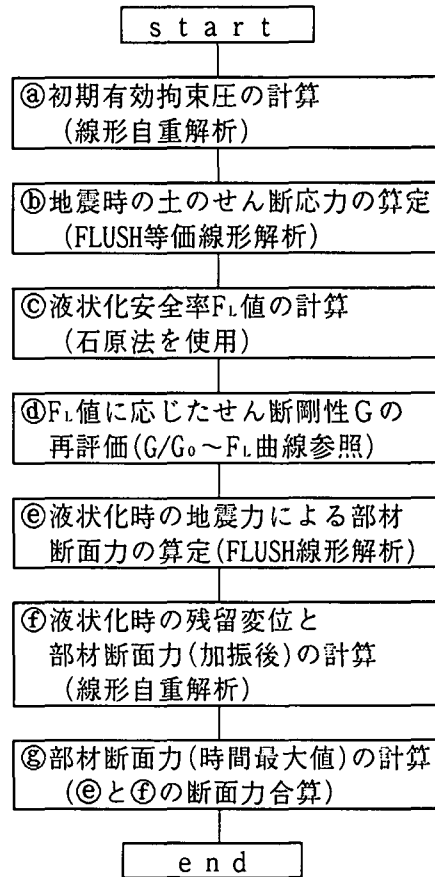 start
ⓐ初期有効拘束圧の計算
(線形自重解析)
ⓑ地震時の土のせん断応力の算定
(FLUSH等価線形解析)
ⓒ液状化安全率FL値の計算
(石原法を使用)
ⓓFL値に応じたせん断剛性Gの
再評価(G/G₀～FL曲線参照)
ⓔ液状化時の地震力による部材
断面力の算定(FLUSH線形解析)
ⓕ液状化時の残留変位と
部材断面力(加振後)の計算
(線形自重解析)
ⓖ部材断面力(時間最大値)の計算
(ⓔとⓕの断面力合算)
end